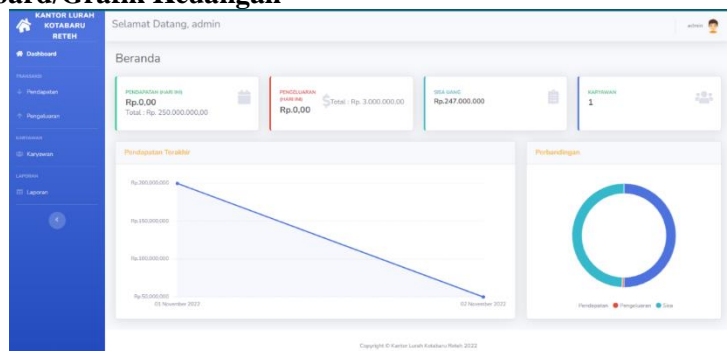 KANTOR LURAH
KOTABARU
RETEH
Selamat Datang, admin
admin
Dashboard
Beranda
TRANSAKSI
Pendapatan
Pengeluaran
KARYAWAN
Karyawan
LAPORAN
Laporan
PENDAPATAN (HARI INI)
Rp.0,00
Total : Rp. 250.000.000,00
PENGELUARAN
(HARI INI)
Rp.0,00
Total : Rp. 3.000.000,00
SISA UANG
Rp.247.000.000
KARYAWAN
1
Pendapatan Terakhir
Rp.200.000.000
Rp.150.000.000
Rp.100.000.000
Rp.50.000.000
01 November 2022
02 November 2022
Perbandingan
Pendapatan
Pengeluaran
Sisa
Copyright © Kantor Lurah Kotabaru Reteh 2022